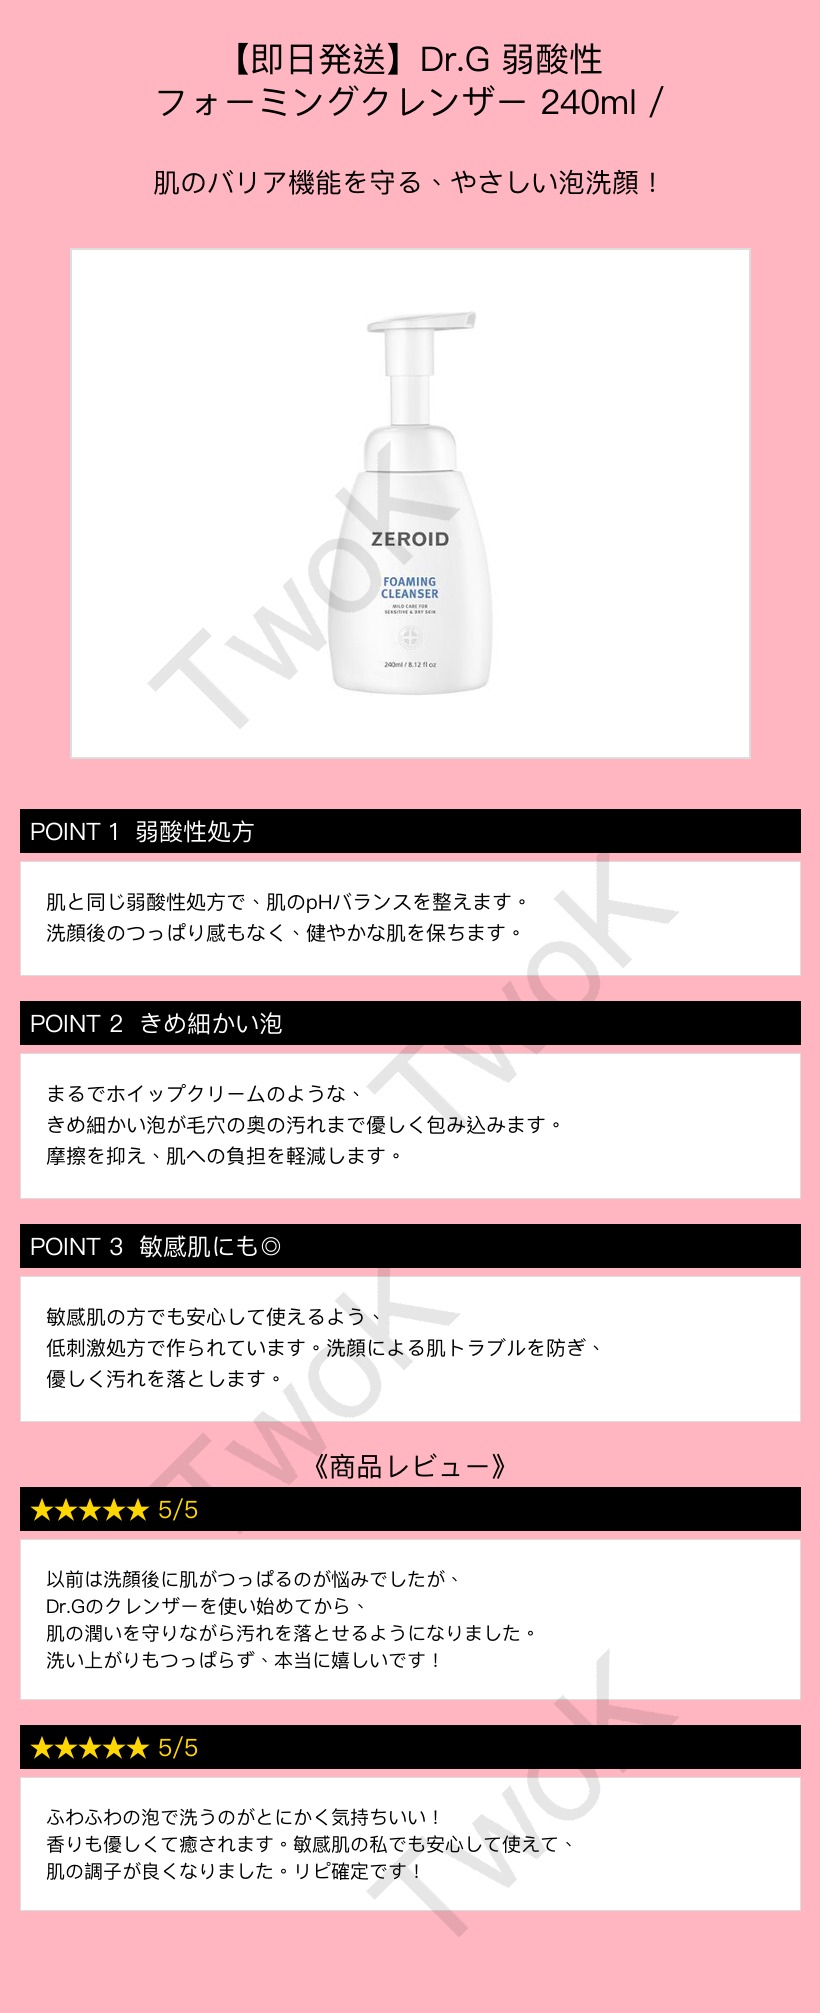 【即日発送】Dr.G 弱酸性
フォーミングクレンザー 240ml /
肌のバリア機能を守る、やさしい泡洗顔！
ZEROID
FOAMING
CLEANSER
MILD CARE FOR
SENSITIVE & DRY SKIN
240ml / 8.12 fl oz
TwoK
POINT 1 弱酸性処方
肌と同じ弱酸性処方で、肌のpHバランスを整えます。
洗顔後のつっぱり感もなく、健やかな肌を保ちます。
TwoK
POINT 2 きめ細かい泡
まるでホイップクリームのような、
きめ細かい泡が毛穴の奥の汚れまで優しく包み込みます。
摩擦を抑え、肌への負担を軽減します。
POINT 3 敏感肌にも◎
敏感肌の方でも安心して使えるよう、
低刺激処方で作られています。洗顔による肌トラブルを防ぎ、
優しく汚れを落とします。
TwoK
《商品レビュー》
★★★★★ 5/5
以前は洗顔後に肌がつっぱるのが悩みでしたが、
Dr.Gのクレンザーを使い始めてから、
肌の潤いを守りながら汚れを落とせるようになりました。
洗い上がりもつっぱらず、本当に嬉しいです！
★★★★★ 5/5
ふわふわの泡で洗うのがとにかく気持ちいい！
香りも優しくて癒されます。敏感肌の私でも安心して使えて、
肌の調子が良くなりました。リピ確定です！
TwoK